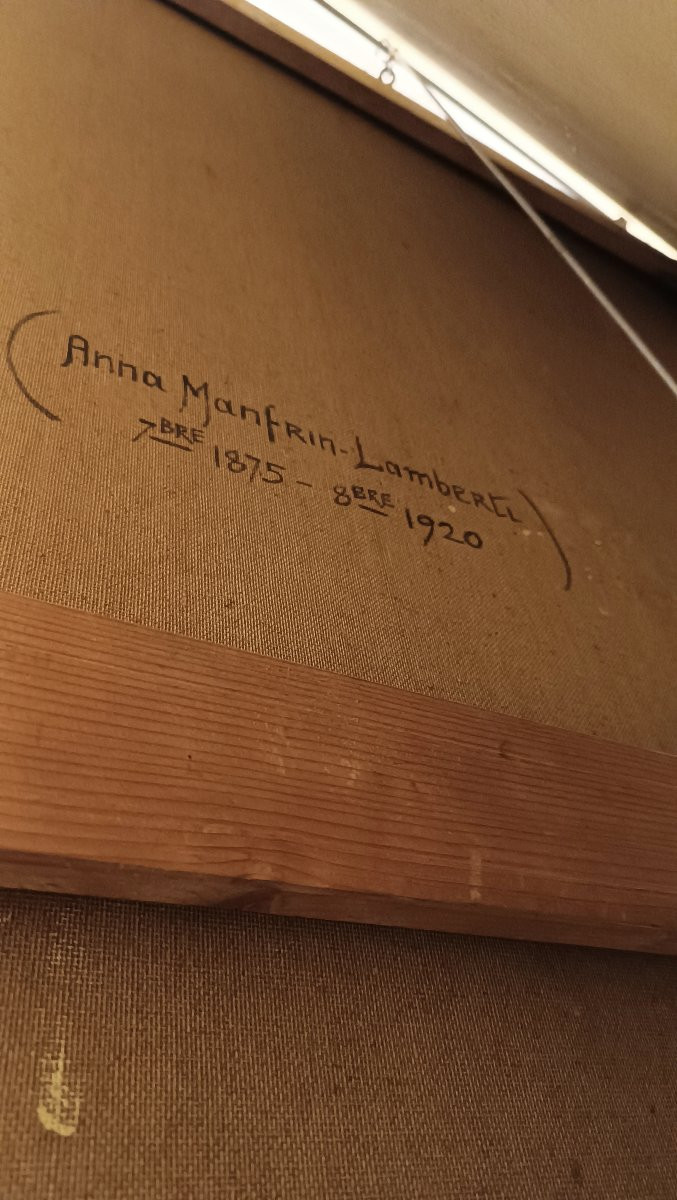 (Anna Manfrin-Lamberti)
7BRE 1875 - 8BRE 1920